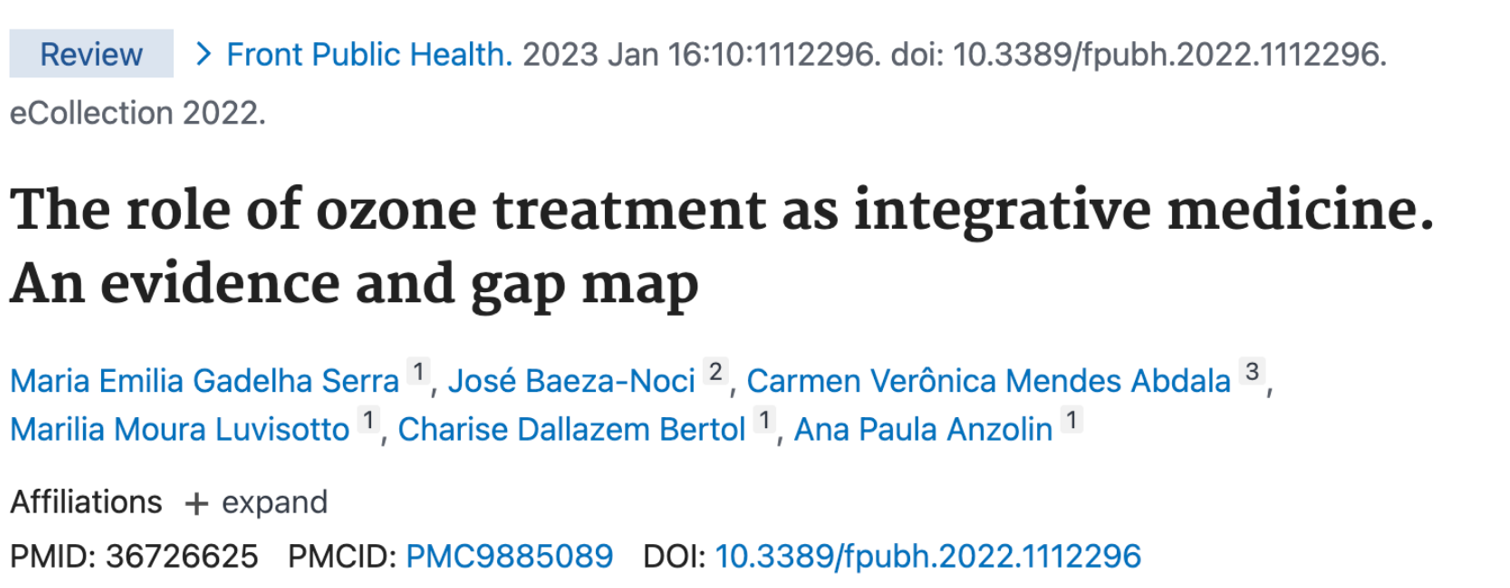 Review > Front Public Health. 2023 Jan 16:10:1112296. doi: 10.3389/fpubh.2022.1112296.
eCollection 2022.
The role of ozone treatment as integrative medicine.
An evidence and gap map
Maria Emilia Gadelha Serra 1, José Baeza-Noci 2, Carmen Verônica Mendes Abdala 3,
Marilia Moura Luvisotto 1, Charise Dallazem Bertol 1, Ana Paula Anzolin 1
Affiliations + expand
PMID: 36726625 PMCID: PMC9885089 DOI: 10.3389/fpubh.2022.1112296